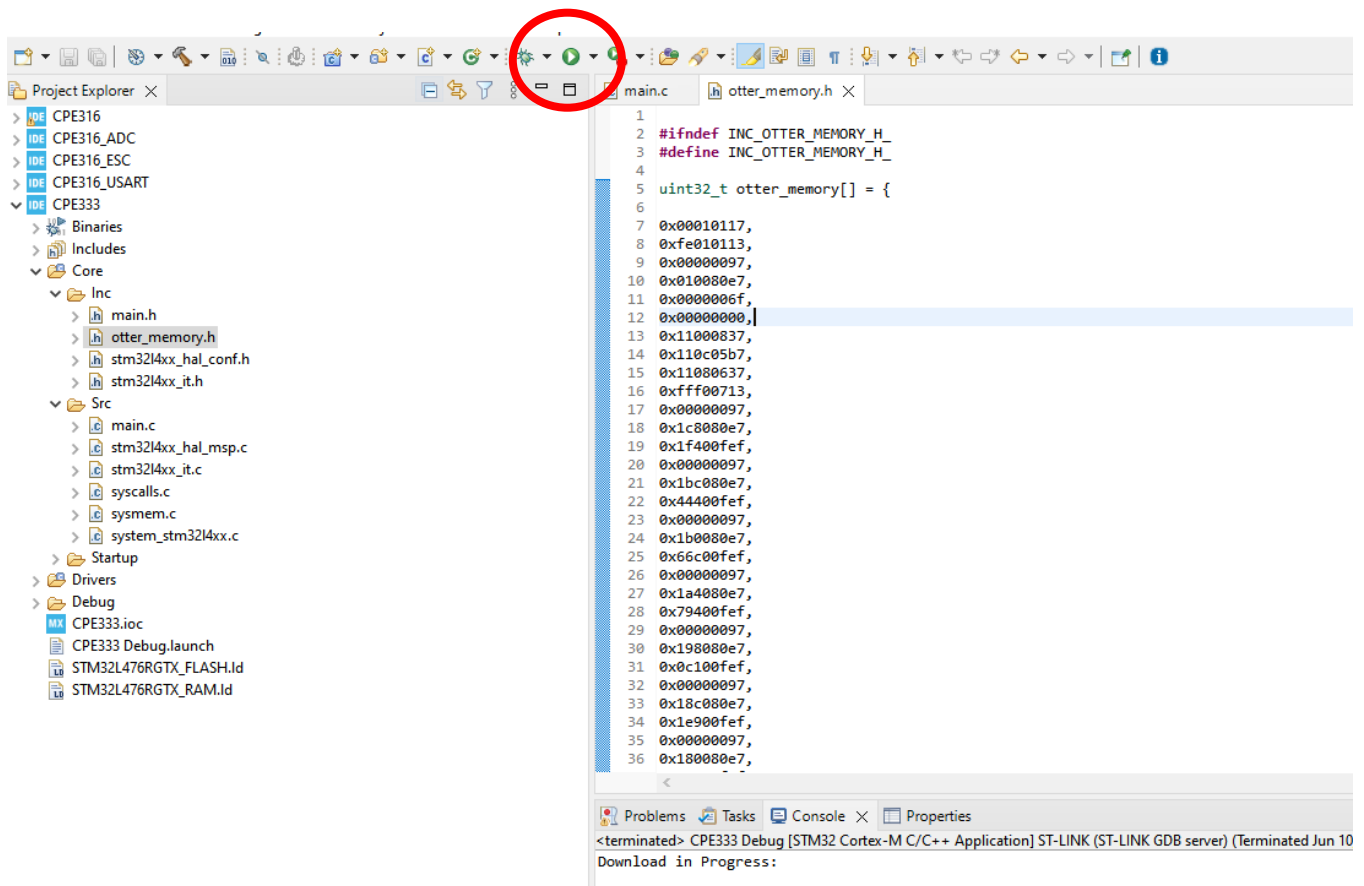 Project Explorer
CPE316
CPE316_ADC
CPE316_ESC
CPE316_USART
CPE333
Binaries
Includes
Core
Inc
main.h
otter_memory.h
stm32l4xx_hal_conf.h
stm32l4xx_it.h
Src
main.c
stm32l4xx_hal_msp.c
stm32l4xx_it.c
syscalls.c
sysmem.c
system_stm32l4xx.c
Startup
Drivers
Debug
CPE333.ioc
CPE333 Debug.launch
STM32L476RGTX_FLASH.ld
STM32L476RGTX_RAM.ld
main.c otter_memory.h
1
2 #ifndef INC_OTTER_MEMORY_H_
3 #define INC_OTTER_MEMORY_H_
4
5 uint32_t otter_memory[] = {
6
7 0x00010117,
8 0xfe010113,
9 0x00000097,
10 0x010080e7,
11 0x0000006f,
12 0x00000000,
13 0x11000837,
14 0x110c05b7,
15 0x11080637,
16 0xfff00713,
17 0x00000097,
18 0x1c8080e7,
19 0x1f400fef,
20 0x00000097,
21 0x1bc080e7,
22 0x44400fef,
23 0x00000097,
24 0x1b0080e7,
25 0x66c00fef,
26 0x00000097,
27 0x1a4080e7,
28 0x79400fef,
29 0x00000097,
30 0x198080e7,
31 0x0c100fef,
32 0x00000097,
33 0x18c080e7,
34 0x1e900fef,
35 0x00000097,
36 0x180080e7,
Problems Tasks Console Properties
<terminated> CPE333 Debug [STM32 Cortex-M C/C++ Application] ST-LINK (ST-LINK GDB server) (Terminated Jun 10
Download in Progress: